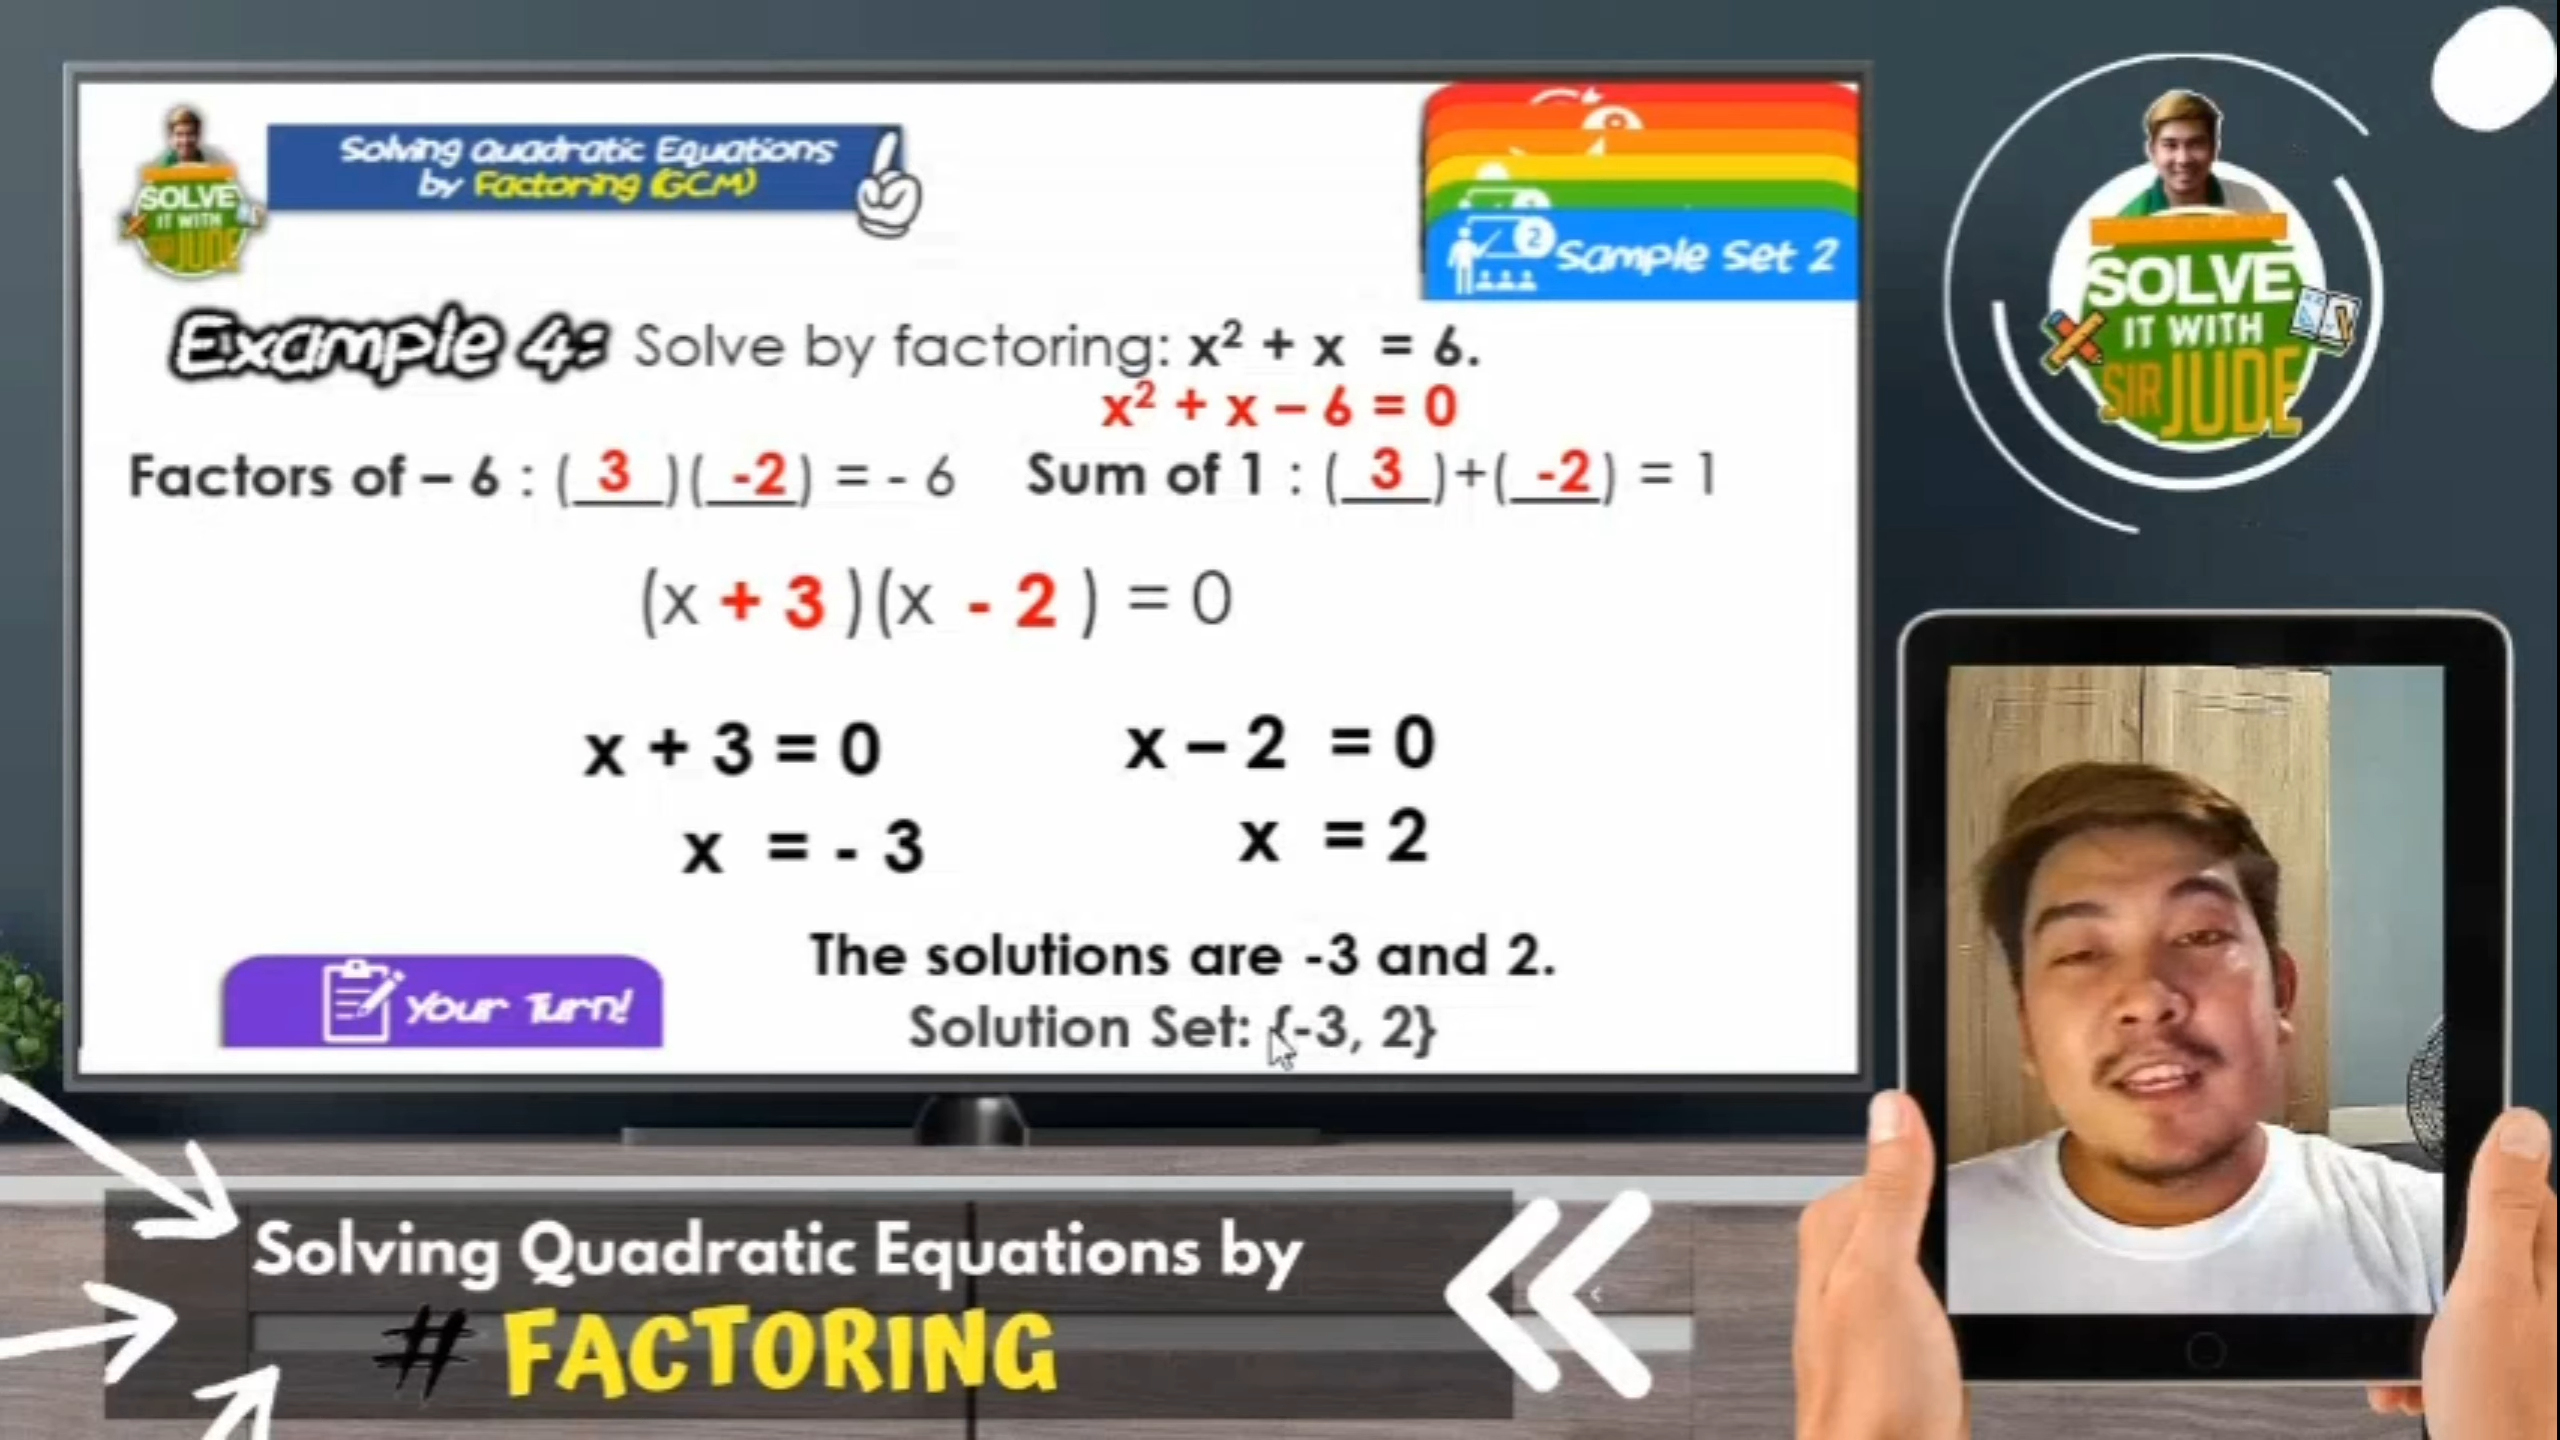 SOLVE
IT WITH
SIR JUDE
Solving Quadratic Equations
by Factoring (GCM)
2 Sample Set 2
Example 4: Solve by factoring: x² + x = 6.
x² + x – 6 = 0
Factors of – 6 : ( 3 )( -2 ) = - 6 Sum of 1 : ( 3 )+( -2 ) = 1
(x + 3 )(x - 2 ) = 0
x + 3 = 0 x – 2 = 0
x = - 3 x = 2
The solutions are -3 and 2.
Your Turn!
Solution Set: {-3, 2}
SOLVE
IT WITH
SIR JUDE
Solving Quadratic Equations by
# FACTORING